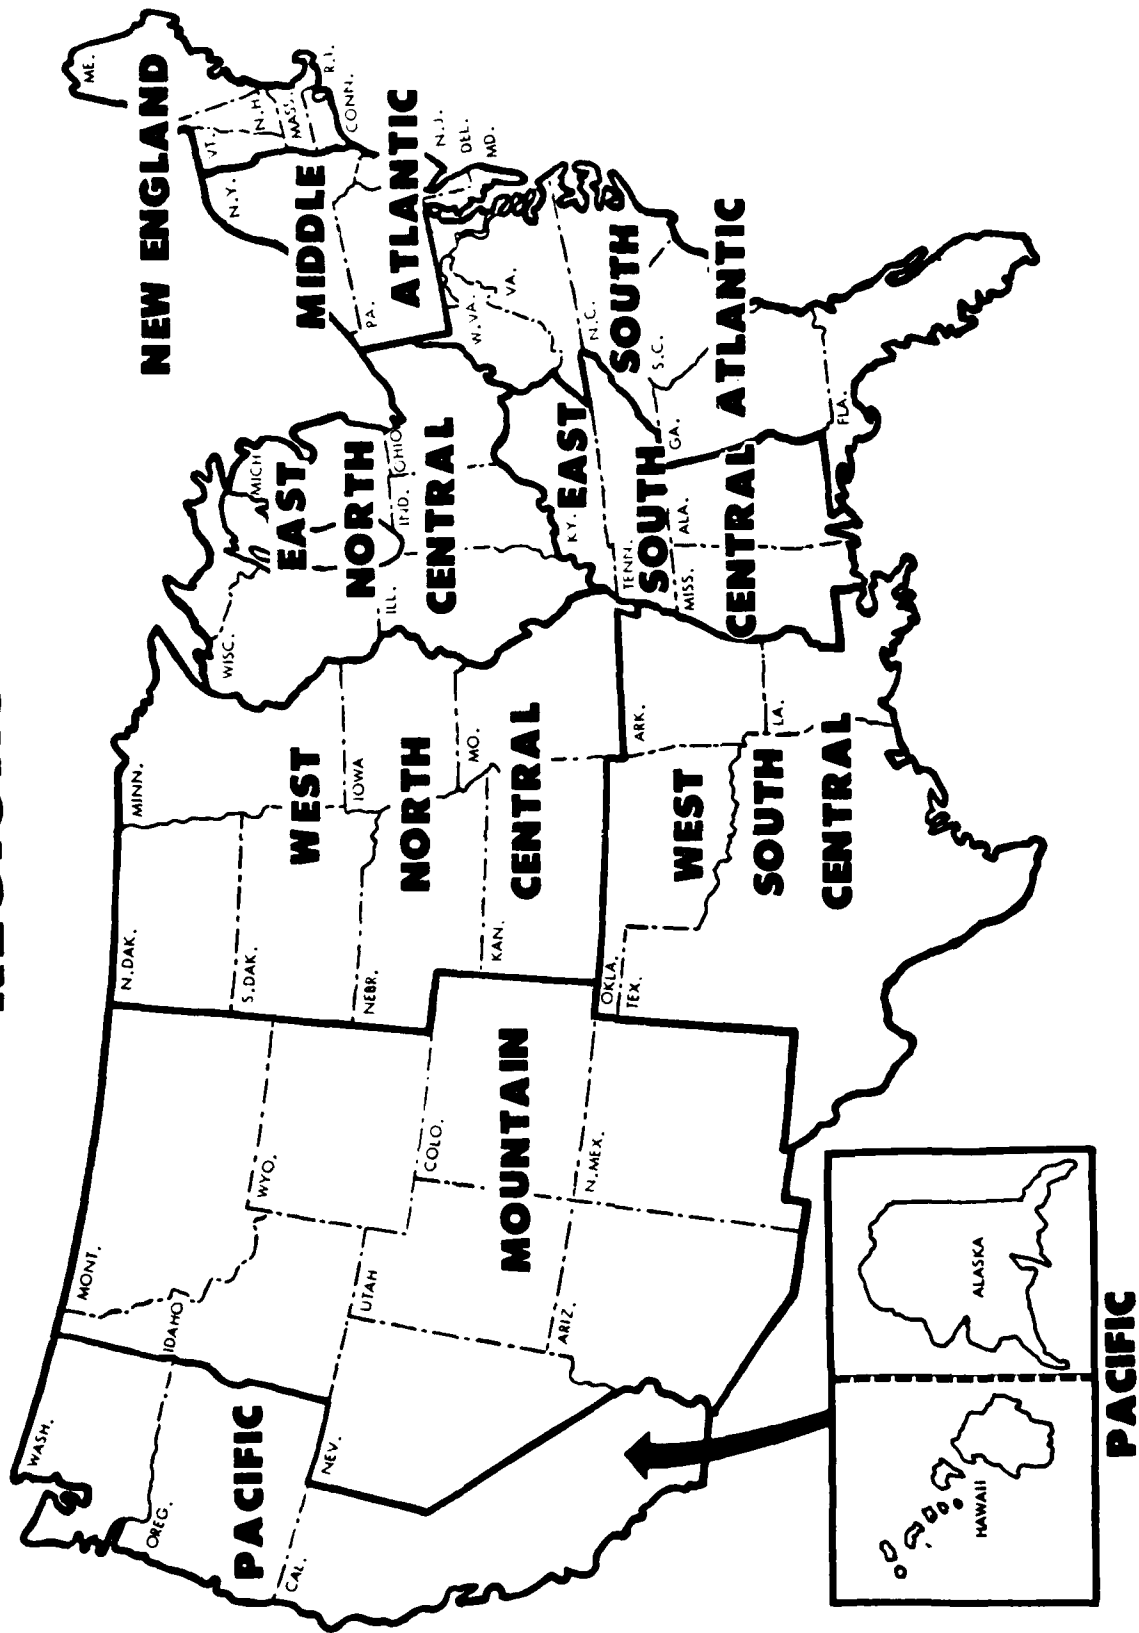 NEW ENGLAND
MIDDLE
ATLANTIC
SOUTH
ATLANTIC
EAST
NORTH
CENTRAL
EAST
SOUTH
CENTRAL
WEST
NORTH
CENTRAL
WEST
SOUTH
CENTRAL
MOUNTAIN
PACIFIC
WASH.
OREG.
CAL.
NEV.
IDAHO
MONT.
WYO.
UTAH
COLO.
ARIZ.
N.MEX.
N.DAK.
S.DAK.
NEBR.
KAN.
MINN.
IOWA
MO.
OKLA.
TEX.
ARK.
LA.
WISC.
MICH
ILL.
IND.
OHIO
KY.
TENN.
MISS.
ALA.
ME.
VT.
N.H.
MASS.
R.I.
CONN.
N.Y.
PA.
N.J.
DEL.
MD.
W.VA.
VA.
N.C.
S.C.
GA.
FLA.
HAWAII
ALASKA
PACIFIC